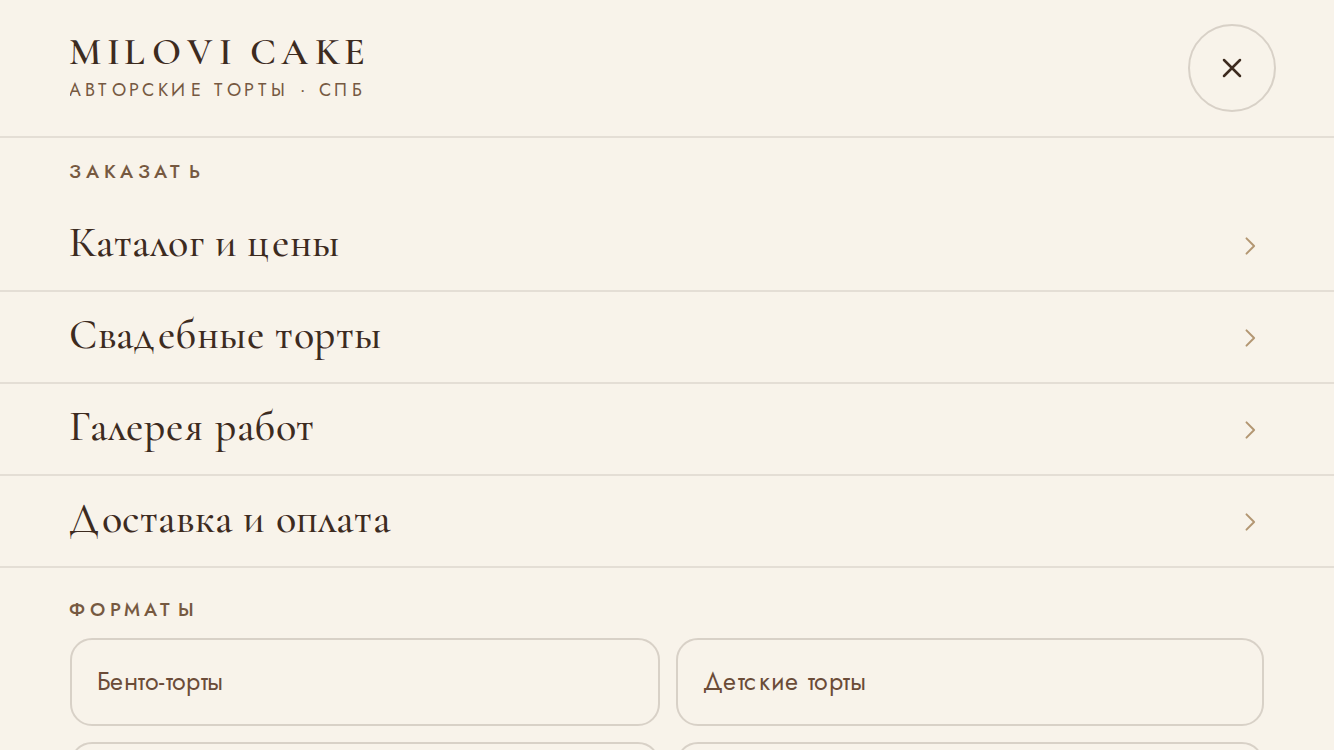 MILOVI CAKE
АВТОРСКИЕ ТОРТЫ · СПБ
ЗАКАЗАТЬ
Каталог и цены
Свадебные торты
Галерея работ
Доставка и оплата
ФОРМАТЫ
Бенто-торты
Детские торты